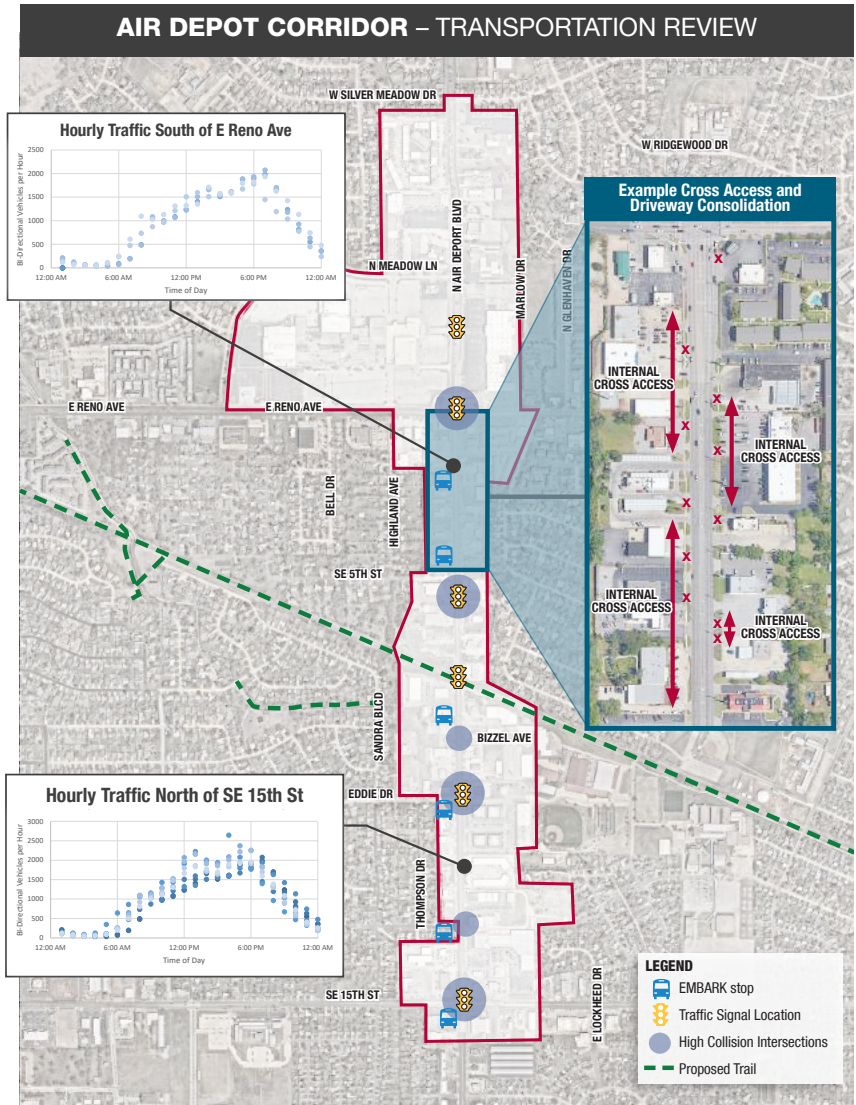 AIR DEPOT CORRIDOR – TRANSPORTATION REVIEW
W SILVER MEADOW DR
W RIDGEWOOD DR
Hourly Traffic South of E Reno Ave
Bi-Directional Vehicles per Hour
2500
2000
1500
1000
500
0
12:00 AM 6:00 AM 12:00 PM 6:00 PM 12:00 AM
Time of Day
N AIR DEPORT BLVD
N MEADOW LN
MARLOW DR
N GLENHAVEN DR
Example Cross Access and
Driveway Consolidation
x
x
INTERNAL
CROSS ACCESS
x
x
x
INTERNAL
CROSS ACCESS
x
x
x
INTERNAL
CROSS ACCESS
x
x
x
INTERNAL
CROSS ACCESS
x
E RENO AVE
E RENO AVE
BELL DR
HIGHLAND AVE
SE 5TH ST
SANDRA BLCD
BIZZEL AVE
EDDIE DR
Hourly Traffic North of SE 15th St
Bi-Directional Vehicles per Hour
3000
2500
2000
1500
1000
500
0
12:00 AM 6:00 AM 12:00 PM 6:00 PM 12:00 AM
Time of Day
THOMPSON DR
SE 15TH ST
E LOCKHEED DR
LEGEND
EMBARK stop
Traffic Signal Location
High Collision Intersections
Proposed Trail